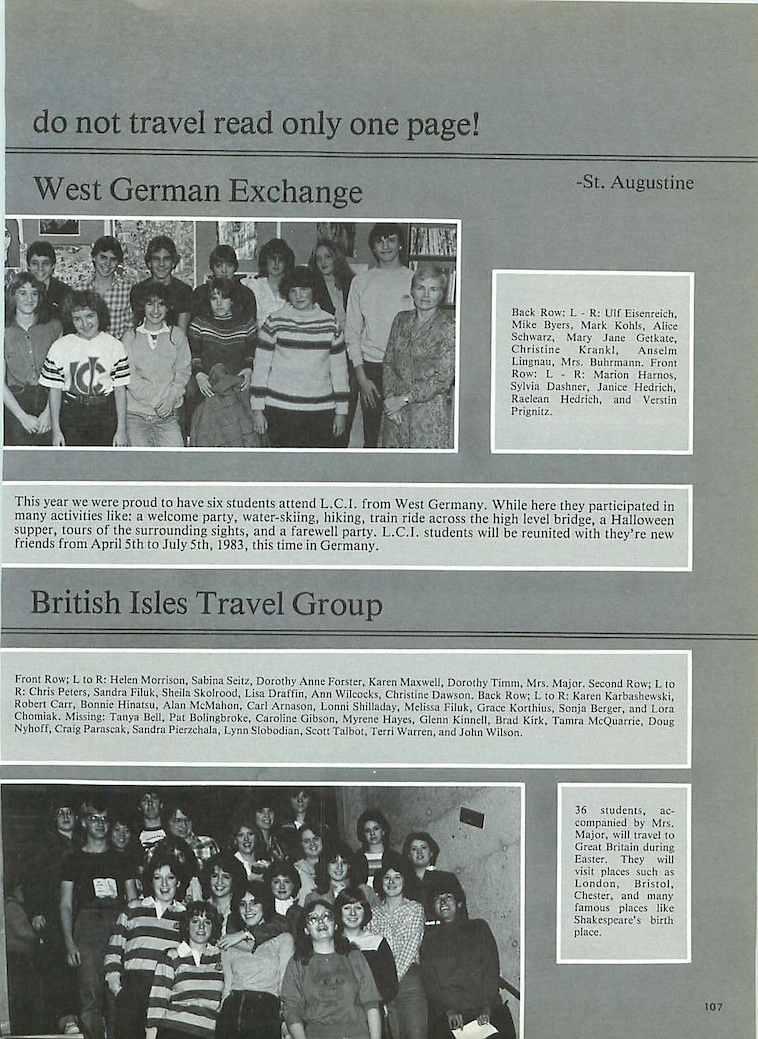 do not travel read only one page!
West German Exchange
-St. Augustine
Back Row: L - R: Ulf Eisenreich,
Mike Byers, Mark Kohls, Alice
Schwarz, Mary Jane Getkate,
Christine Krankl, Anselm
Lingnau, Mrs. Buhrmann. Front
Row: L - R: Marion Harnos,
Sylvia Dashner, Janice Hedrich,
Raelean Hedrich, and Verstin
Prignitz.
LCI
This year we were proud to have six students attend L.C.I. from West Germany. While here they participated in
many activities like: a welcome party, water-skiing, hiking, train ride across the high level bridge, a Halloween
supper, tours of the surrounding sights, and a farewell party. L.C.I. students will be reunited with they're new
friends from April 5th to July 5th, 1983, this time in Germany.
British Isles Travel Group
Front Row; L to R: Helen Morrison, Sabina Seitz, Dorothy Anne Forster, Karen Maxwell, Dorothy Timm, Mrs. Major. Second Row; L to
R: Chris Peters, Sandra Filuk, Sheila Skolrood, Lisa Draffin, Ann Wilcocks, Christine Dawson. Back Row; L to R: Karen Karbashewski,
Robert Carr, Bonnie Hinatsu, Alan McMahon, Carl Arnason, Lonni Shilladay, Melissa Filuk, Grace Korthius, Sonja Berger, and Lora
Chomiak. Missing: Tanya Bell, Pat Bolingbroke, Caroline Gibson, Myrene Hayes, Glenn Kinnell, Brad Kirk, Tamra McQuarrie, Doug
Nyhoff, Craig Parascak, Sandra Pierzchala, Lynn Slobodian, Scott Talbot, Terri Warren, and John Wilson.
36 students, ac-
companied by Mrs.
Major, will travel to
Great Britain during
Easter. They will
visit places such as
London, Bristol,
Chester, and many
famous places like
Shakespeare's birth
place.
107